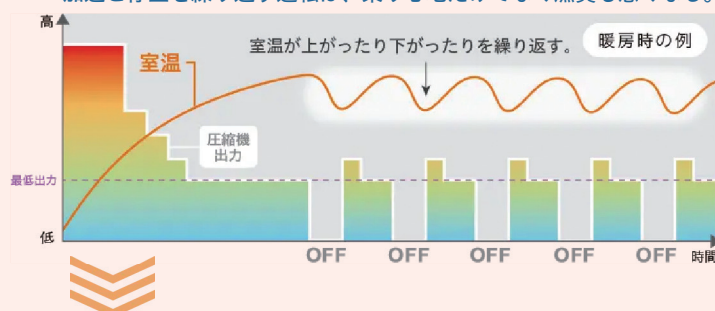 高
室温が上がったり下がったりを繰り返す。
暖房時の例
室温
圧縮機
出力
最低出力
低
OFF OFF OFF OFF OFF 時間